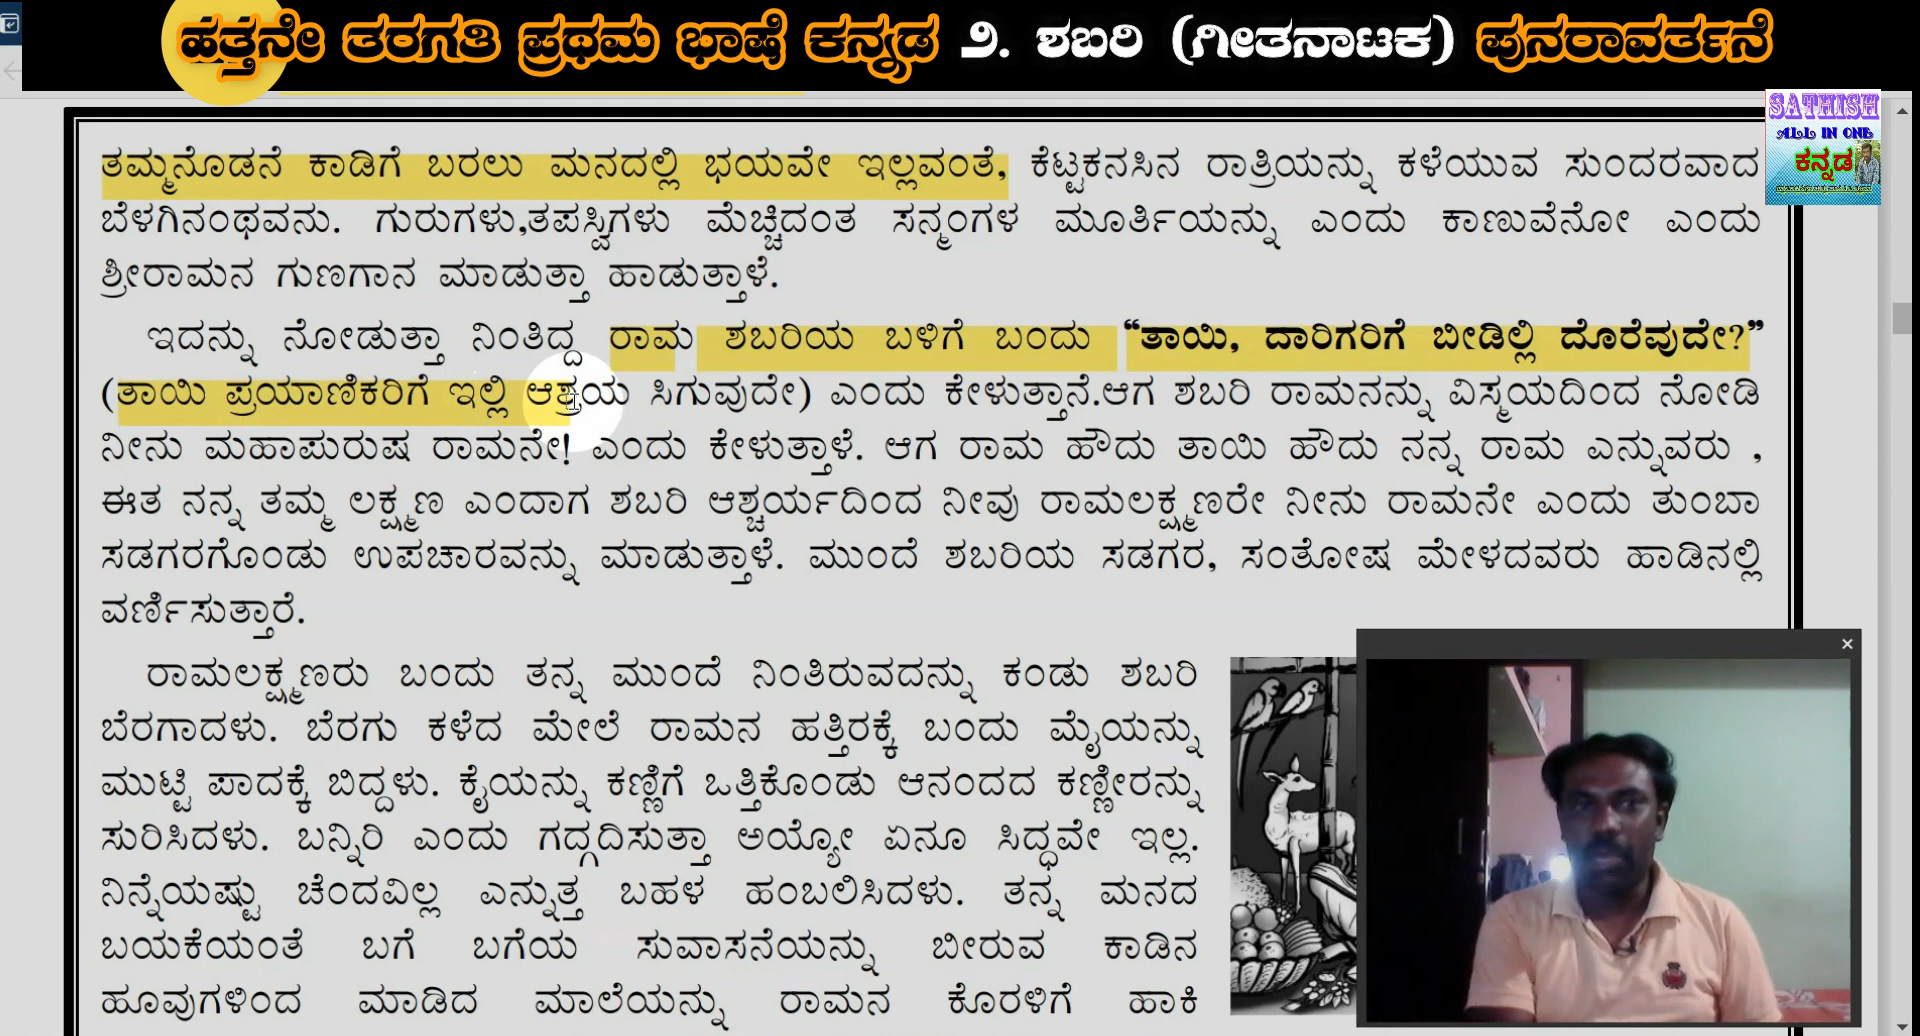 ಹತ್ತನೇ ತರಗತಿ ಪ್ರಥಮ ಭಾಷೆ ಕನ್ನಡ ೨. ಶಬರಿ (ಗೀತನಾಟಕ) ಪುನರಾವರ್ತನೆ
SATHISH
ALL IN ONE
ಕನ್ನಡ
ತಮ್ಮನೊಡನೆ ಕಾಡಿಗೆ ಬರಲು ಮನದಲ್ಲಿ ಭಯವೇ ಇಲ್ಲವಂತೆ, ಕೆಟ್ಟಕನಸಿನ ರಾತ್ರಿಯನ್ನು ಕಳೆಯುವ ಸುಂದರವಾದ
ಬೆಳಗಿನಂಥವನು. ಗುರುಗಳು,ತಪಸ್ವಿಗಳು ಮೆಚ್ಚಿದಂತ ಸನ್ಮಂಗಳ ಮೂರ್ತಿಯನ್ನು ಎಂದು ಕಾಣುವೆನೋ ಎಂದು
ಶ್ರೀರಾಮನ ಗುಣಗಾನ ಮಾಡುತ್ತಾ ಹಾಡುತ್ತಾಳೆ.
ಇದನ್ನು ನೋಡುತ್ತಾ ನಿಂತಿದ್ದ ರಾಮ ಶಬರಿಯ ಬಳಿಗೆ ಬಂದು “ತಾಯಿ, ದಾರಿಗರಿಗೆ ಬೀಡಿಲ್ಲಿ ದೊರೆವುದೇ?”
(ತಾಯಿ ಪ್ರಯಾಣಿಕರಿಗೆ ಇಲ್ಲಿ ಆಶ್ರಯ ಸಿಗುವುದೇ) ಎಂದು ಕೇಳುತ್ತಾನೆ.ಆಗ ಶಬರಿ ರಾಮನನ್ನು ವಿಸ್ಮಯದಿಂದ ನೋಡಿ
ನೀನು ಮಹಾಪುರುಷ ರಾಮನೇ! ಎಂದು ಕೇಳುತ್ತಾಳೆ. ಆಗ ರಾಮ ಹೌದು ತಾಯಿ ಹೌದು ನನ್ನ ರಾಮ ಎನ್ನುವರು ,
ಈತ ನನ್ನ ತಮ್ಮ ಲಕ್ಷ್ಮಣ ಎಂದಾಗ ಶಬರಿ ಆಶ್ಚರ್ಯದಿಂದ ನೀವು ರಾಮಲಕ್ಷ್ಮಣರೇ ನೀನು ರಾಮನೇ ಎಂದು ತುಂಬಾ
ಸಡಗರಗೊಂಡು ಉಪಚಾರವನ್ನು ಮಾಡುತ್ತಾಳೆ. ಮುಂದೆ ಶಬರಿಯ ಸಡಗರ, ಸಂತೋಷ ಮೇಳದವರು ಹಾಡಿನಲ್ಲಿ
ವರ್ಣಿಸುತ್ತಾರೆ.
ರಾಮಲಕ್ಷ್ಮಣರು ಬಂದು ತನ್ನ ಮುಂದೆ ನಿಂತಿರುವದನ್ನು ಕಂಡು ಶಬರಿ
ಬೆರಗಾದಳು. ಬೆರಗು ಕಳೆದ ಮೇಲೆ ರಾಮನ ಹತ್ತಿರಕ್ಕೆ ಬಂದು ಮೈಯನ್ನು
ಮುಟ್ಟಿ ಪಾದಕ್ಕೆ ಬಿದ್ದಳು. ಕೈಯನ್ನು ಕಣ್ಣಿಗೆ ಒತ್ತಿಕೊಂಡು ಆನಂದದ ಕಣ್ಣೀರನ್ನು
ಸುರಿಸಿದಳು. ಬನ್ನಿರಿ ಎಂದು ಗದ್ಗದಿಸುತ್ತಾ ಅಯ್ಯೋ ಏನೂ ಸಿದ್ಧವೇ ಇಲ್ಲ.
ನಿನ್ನೆಯಷ್ಟು ಚೆಂದವಿಲ್ಲ ಎನ್ನುತ್ತ ಬಹಳ ಹಂಬಲಿಸಿದಳು. ತನ್ನ ಮನದ
ಬಯಕೆಯಂತೆ ಬಗೆ ಬಗೆಯ ಸುವಾಸನೆಯನ್ನು ಬೀರುವ ಕಾಡಿನ
ಹೂವುಗಳಿಂದ ಮಾಡಿದ ಮಾಲೆಯನ್ನು ರಾಮನ ಕೊರಳಿಗೆ ಹಾಕಿ